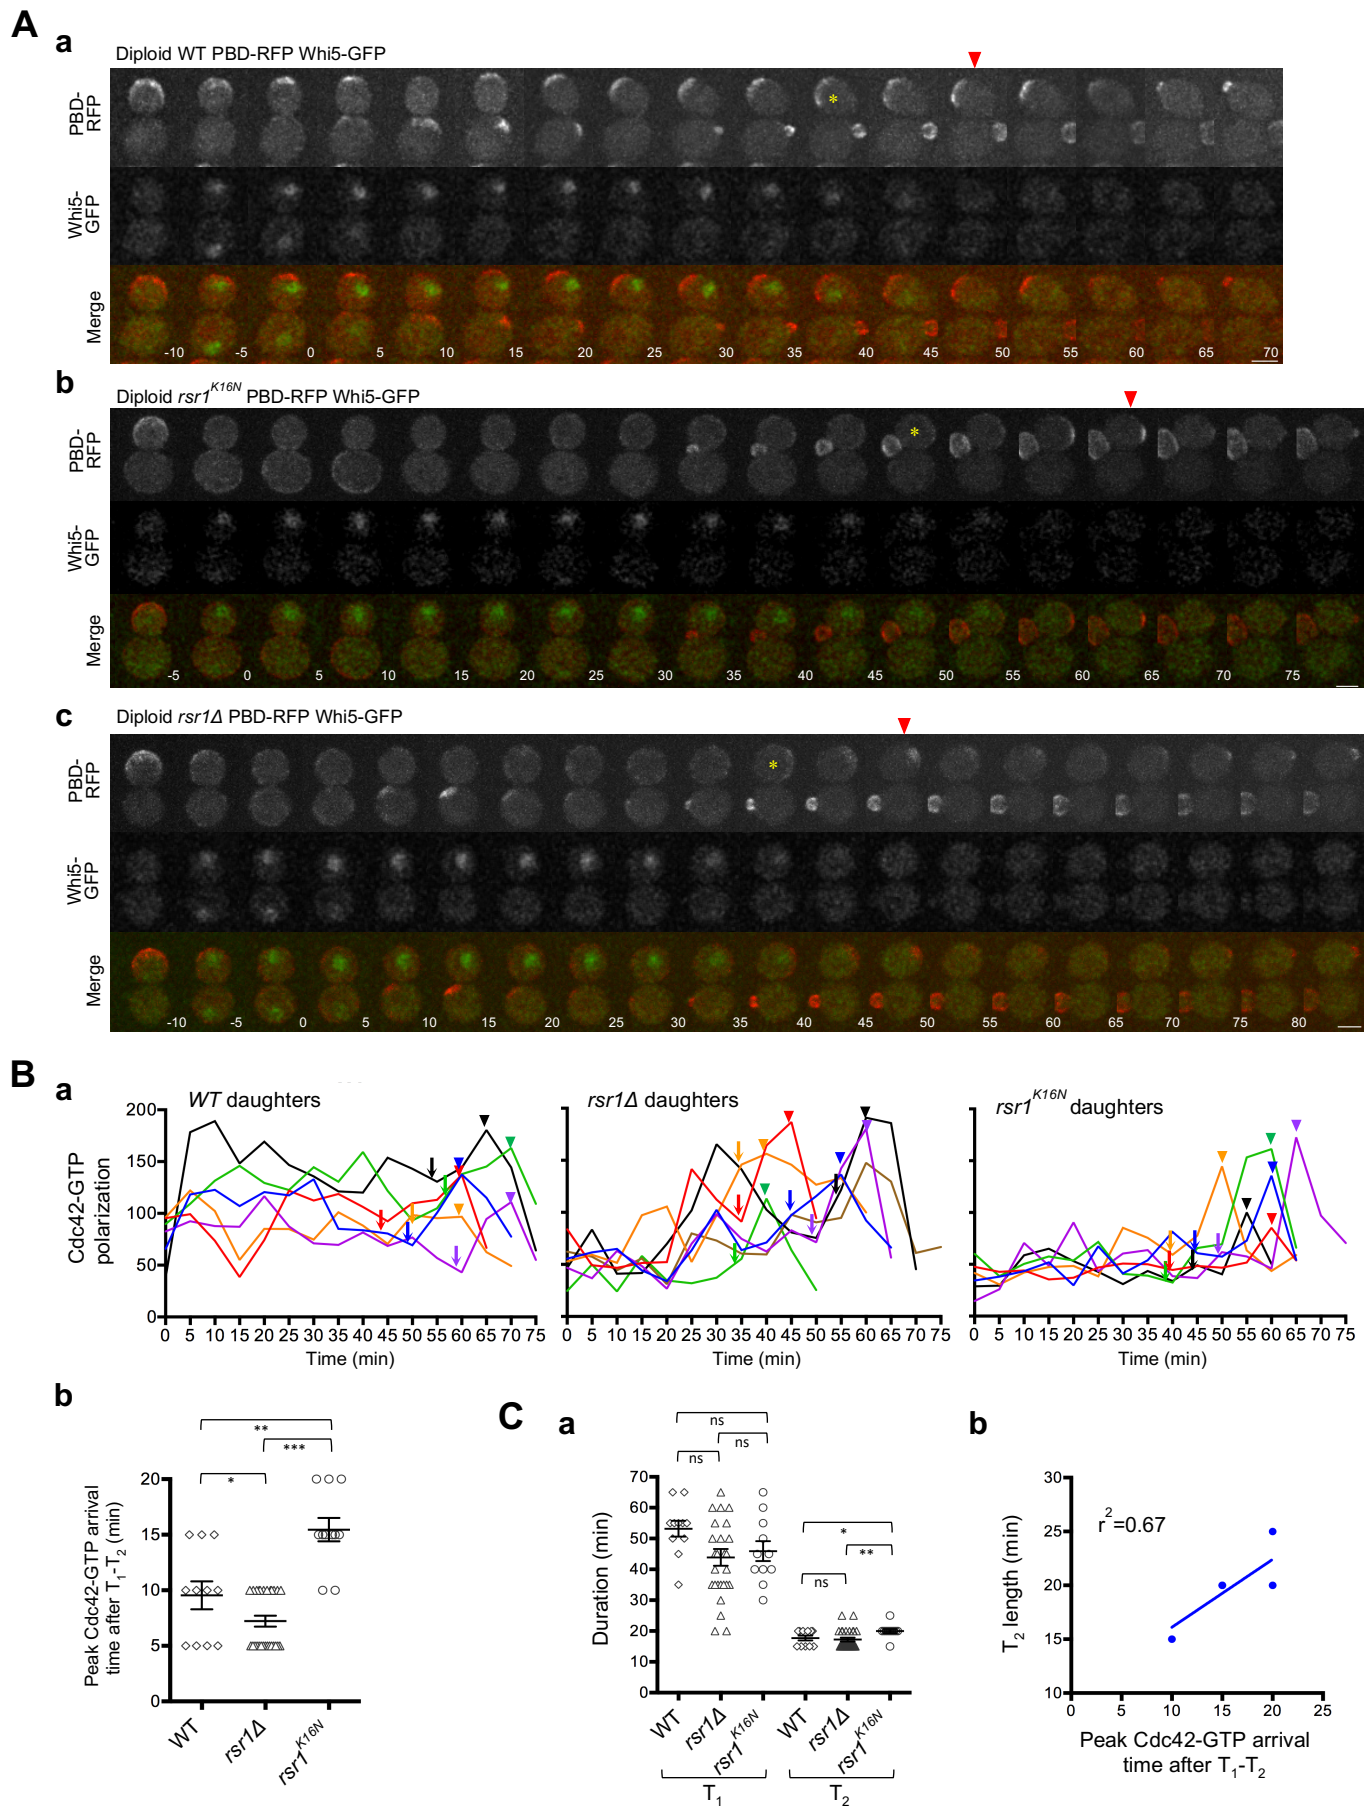 A
a
Diploid WT PBD-RFP Whi5-GFP
PBD-
RFP
*
Whi5-
GFP
Merge
-10 -5 0 5 10 15 20 25 30 35 40 45 50 55 60 70
b
Diploid rsr1^K16N PBD-RFP Whi5-GFP
PBD-
RFP
*
Whi5-
GFP
Merge
-5 0 5 10 15 20 25 30 35 40 45 50 55 60 65 70 75
c
Diploid rsr1Δ PBD-RFP Whi5-GFP
PBD-
RFP
*
Whi5-
GFP
Merge
-10 -5 0 5 10 15 20 25 30 35 40 50 55 60 65 70 75 80
B
a
WT daughters
rsr1Δ daughters
rsr1^K16N daughters
Cdc42-GTP
polarization
200
150
100
50
0
0 5 10 15 20 25 30 35 40 45 50 55 60 65 70 75
0 5 10 15 20 25 30 35 40 45 50 55 60 65 70 75
0 5 10 15 20 25 30 35 40 45 50 55 60 65 70 75
Time (min)
Time (min)
Time (min)
b
**
***
*
Peak Cdc42-GTP arrival
time after T1-T2 (min)
20
15
10
5
0
WT
rsr1Δ
rsr1^K16N
C
a
ns
ns
ns
*
**
ns
Duration (min)
70
60
50
40
30
20
10
0
WT
rsr1Δ
rsr1^K16N
WT
rsr1Δ
rsr1^K16N
T1
T2
b
r²=0.67
T2 length (min)
30
25
20
15
10
0 5 10 15 20 25
Peak Cdc42-GTP arrival
time after T1-T2